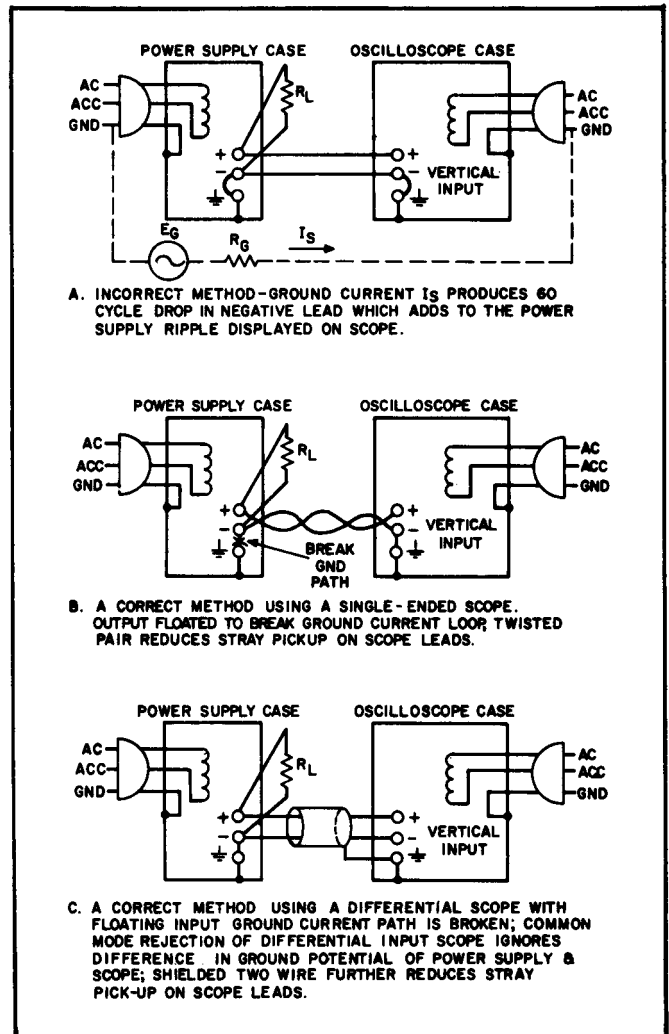 POWER SUPPLY CASE
OSCILLOSCOPE CASE
AC
ACC
GND
RL
+
-
+
-
VERTICAL
INPUT
AC
ACC
GND
EG
RG
IS
A. INCORRECT METHOD-GROUND CURRENT IS PRODUCES 60
CYCLE DROP IN NEGATIVE LEAD WHICH ADDS TO THE POWER
SUPPLY RIPPLE DISPLAYED ON SCOPE.
POWER SUPPLY CASE
OSCILLOSCOPE CASE
AC
ACC
GND
RL
+
-
BREAK
GND
PATH
+
-
VERTICAL
INPUT
AC
ACC
GND
B. A CORRECT METHOD USING A SINGLE-ENDED SCOPE.
OUTPUT FLOATED TO BREAK GROUND CURRENT LOOP, TWISTED
PAIR REDUCES STRAY PICKUP ON SCOPE LEADS.
POWER SUPPLY CASE
OSCILLOSCOPE CASE
AC
ACC
GND
RL
+
-
+
-
VERTICAL
INPUT
AC
ACC
GND
C. A CORRECT METHOD USING A DIFFERENTIAL SCOPE WITH
FLOATING INPUT GROUND CURRENT PATH IS BROKEN; COMMON
MODE REJECTION OF DIFFERENTIAL INPUT SCOPE IGNORES
DIFFERENCE IN GROUND POTENTIAL OF POWER SUPPLY &
SCOPE; SHIELDED TWO WIRE FURTHER REDUCES STRAY
PICK-UP ON SCOPE LEADS.